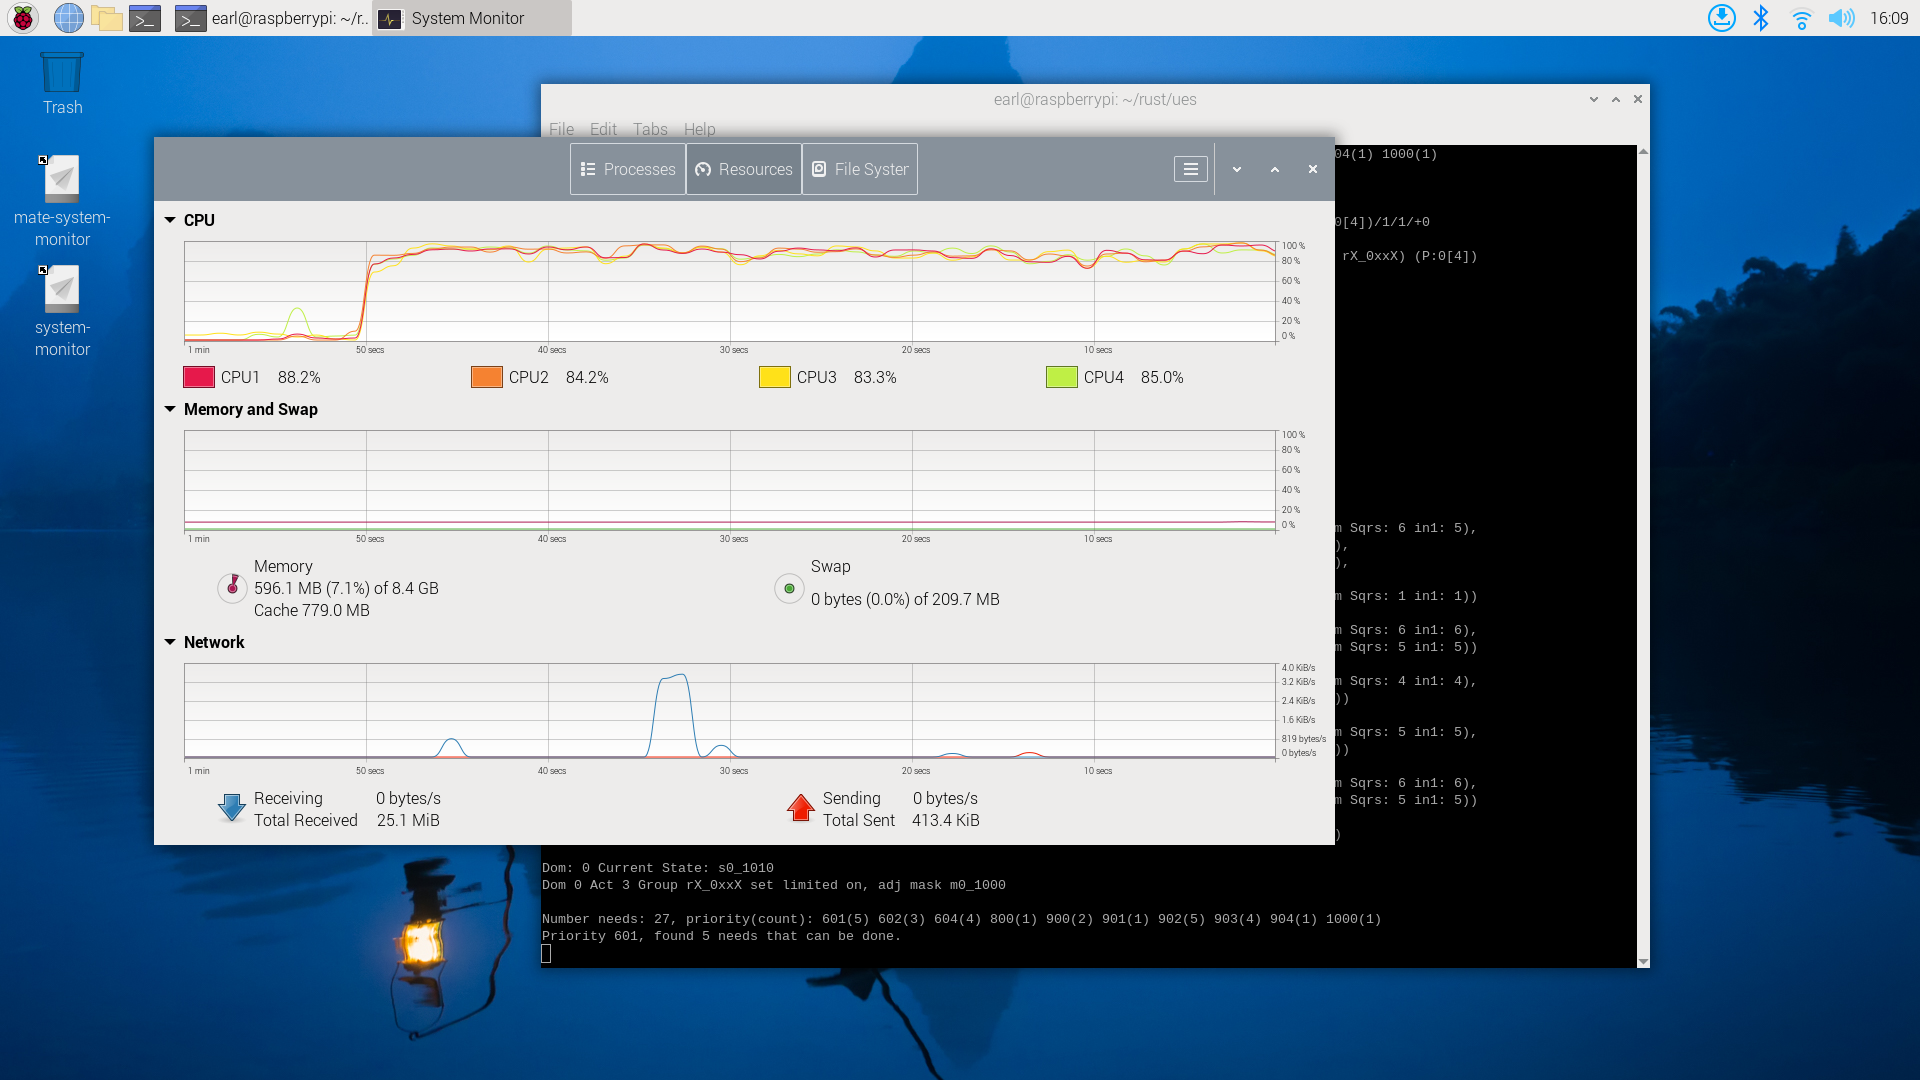 earl@raspberrypi: ~/r..
System Monitor
16:09
Trash
mate-system-
monitor
system-
monitor
earl@raspberrypi: ~/rust/ues
File Edit Tabs Help
Processes
Resources
File Syster
CPU
100 %
80 %
60 %
40 %
20 %
0 %
1 min 50 secs 40 secs 30 secs 20 secs 10 secs
CPU1 88.2% CPU2 84.2% CPU3 83.3% CPU4 85.0%
Memory and Swap
100 %
80 %
60 %
40 %
20 %
0 %
1 min 50 secs 40 secs 30 secs 20 secs 10 secs
Memory
596.1 MB (7.1%) of 8.4 GB
Cache 779.0 MB
Swap
0 bytes (0.0%) of 209.7 MB
Network
4.0 KiB/s
3.2 KiB/s
2.4 KiB/s
1.6 KiB/s
819 bytes/s
0 bytes/s
1 min 50 secs 40 secs 30 secs 20 secs 10 secs
Receiving 0 bytes/s
Total Received 25.1 MiB
Sending 0 bytes/s
Total Sent 413.4 KiB
04(1) 1000(1)
0[4])/1/1/+0
rX_0xxX) (P:0[4])
m Sqrs: 6 in1: 5),
),
),
m Sqrs: 1 in1: 1))
m Sqrs: 6 in1: 6),
m Sqrs: 5 in1: 5))
m Sqrs: 4 in1: 4),
))
m Sqrs: 5 in1: 5),
))
m Sqrs: 6 in1: 6),
m Sqrs: 5 in1: 5))
)
Dom: 0 Current State: s0_1010
Dom 0 Act 3 Group rX_0xxX set limited on, adj mask m0_1000
Number needs: 27, priority(count): 601(5) 602(3) 604(4) 800(1) 900(2) 901(1) 902(5) 903(4) 904(1) 1000(1)
Priority 601, found 5 needs that can be done.